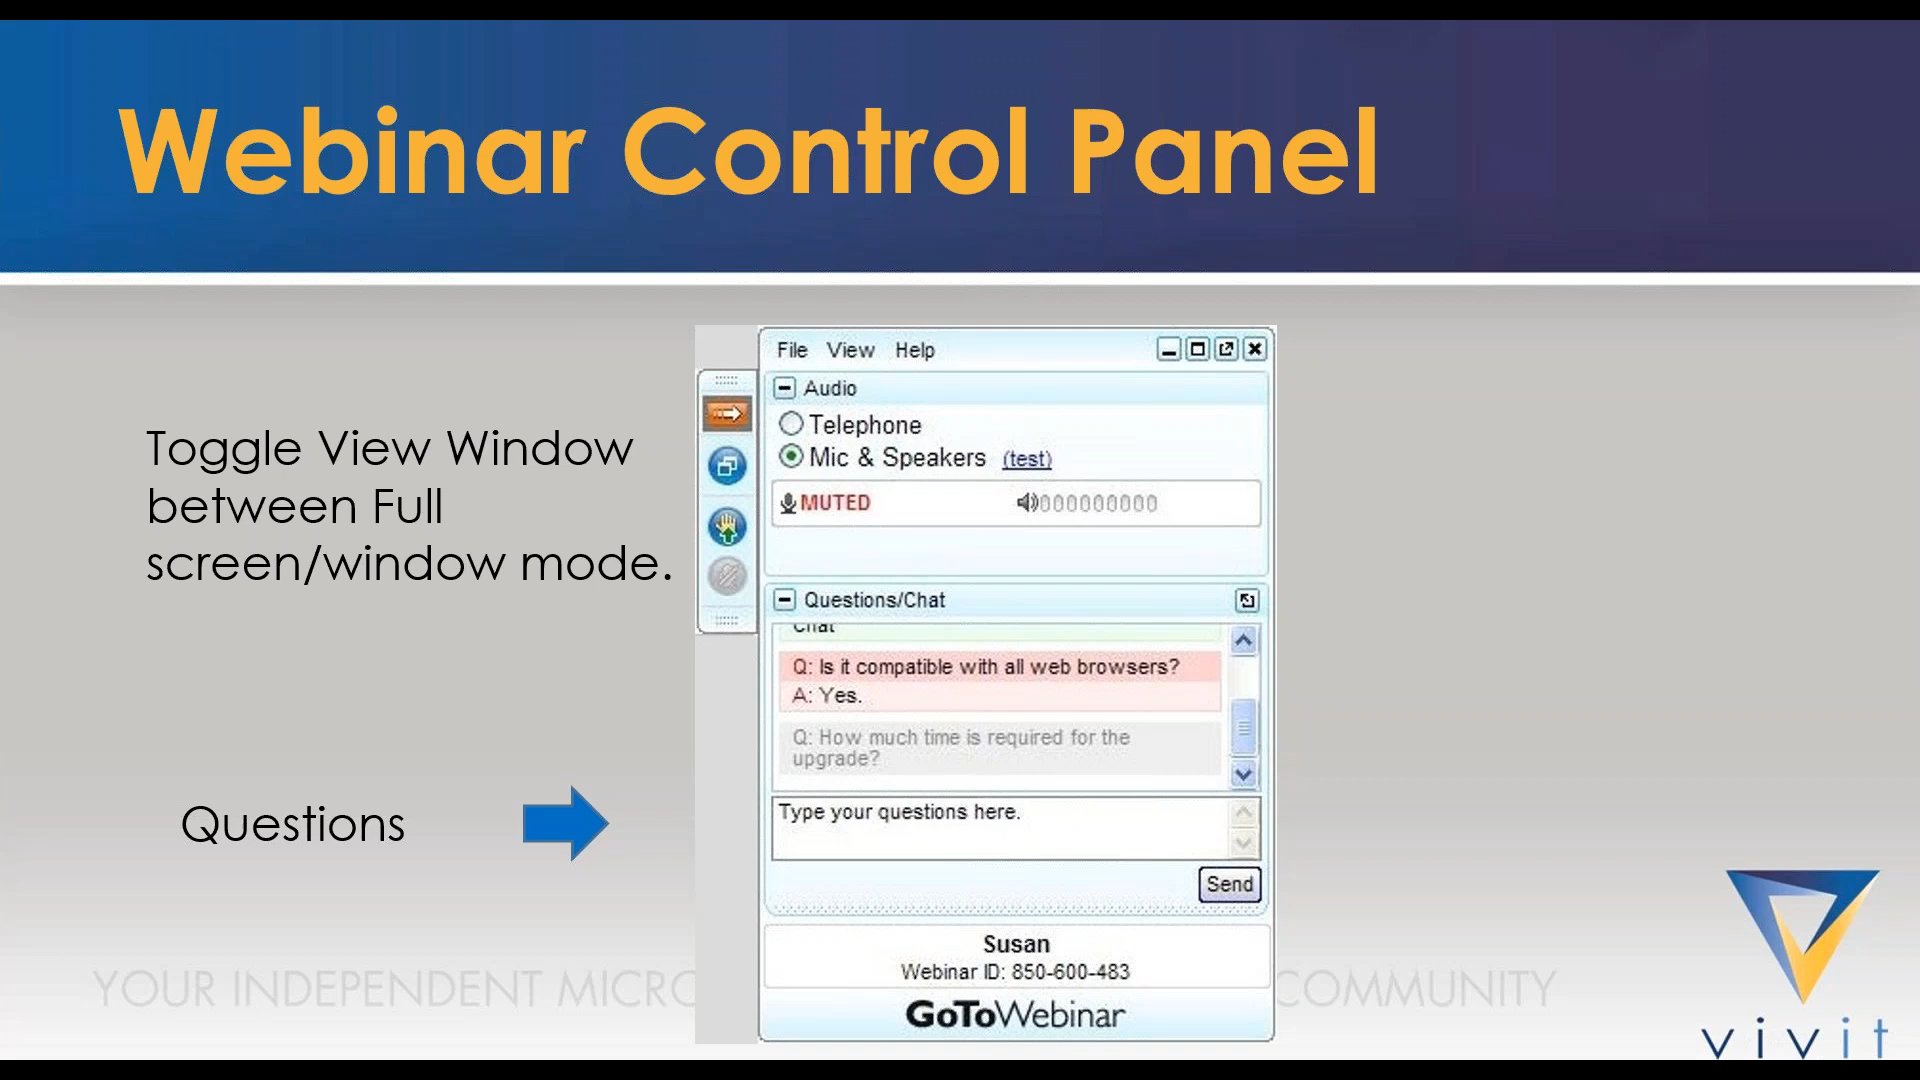 Webinar Control Panel
Toggle View Window
between Full
screen/window mode.
Questions
File View Help
Audio
Telephone
Mic & Speakers (test)
MUTED
Questions/Chat
Chat
Q: Is it compatible with all web browsers?
A: Yes.
Q: How much time is required for the
upgrade?
Type your questions here.
Send
Susan
Webinar ID: 850-600-483
GoToWebinar
YOUR INDEPENDENT MICRO COMMUNITY
vivit